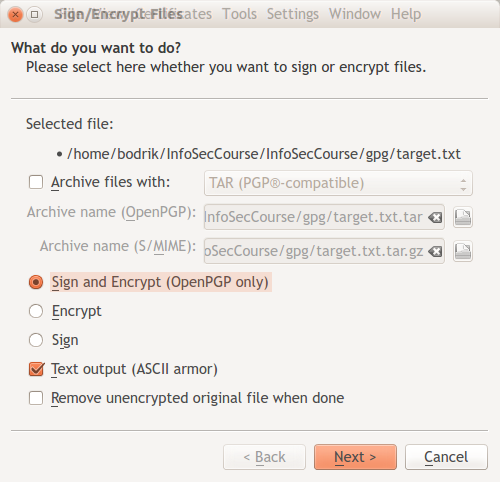 Sign/Encrypt Files
File View Certificates Tools Settings Window Help
What do you want to do?
Please select here whether you want to sign or encrypt files.
Selected file:
• /home/bodrik/InfoSecCourse/InfoSecCourse/gpg/target.txt
Archive files with: TAR (PGP®-compatible)
Archive name (OpenPGP): InfoSecCourse/gpg/target.txt.tar
Archive name (S/MIME): oSecCourse/gpg/target.txt.tar.gz
Sign and Encrypt (OpenPGP only)
Encrypt
Sign
Text output (ASCII armor)
Remove unencrypted original file when done
< Back Next > Cancel